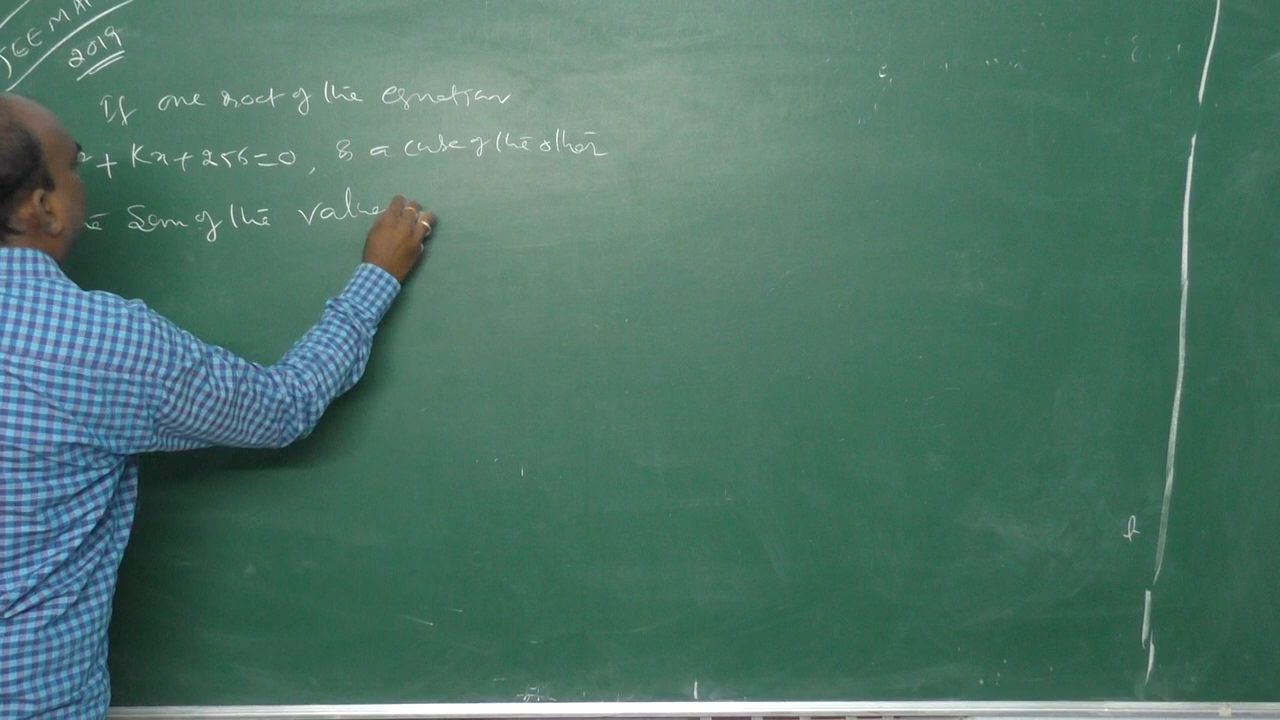 JEE MAI
2019
If one root of the equation
+ Kx + 256 = 0, is a cube of the other
Sum of the value